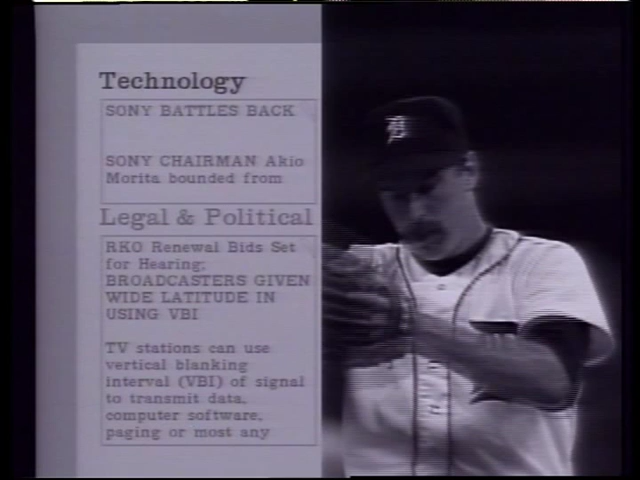 Technology
SONY BATTLES BACK
SONY CHAIRMAN Akio
Morita bounded from
Legal & Political
RKO Renewal Bids Set
for Hearing;
BROADCASTERS GIVEN
WIDE LATITUDE IN
USING VBI
TV stations can use
vertical blanking
interval (VBI) of signal
to transmit data,
computer software,
paging or most any